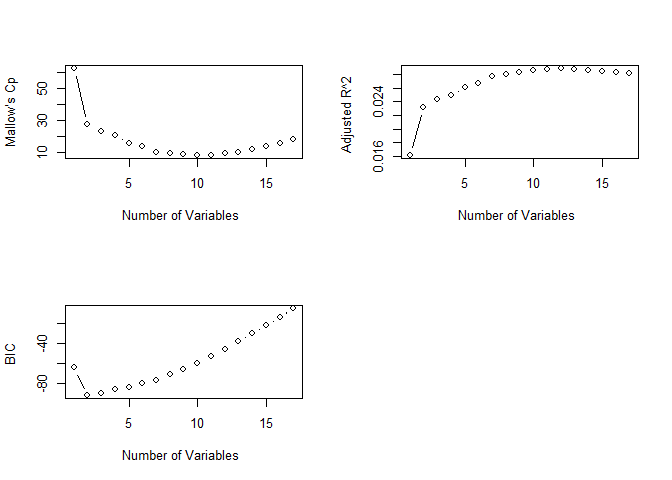 Mallow's Cp
10
30
50
5
10
15
Number of Variables
Adjusted R^2
0.016
0.024
5
10
15
Number of Variables
BIC
-80
-40
5
10
15
Number of Variables